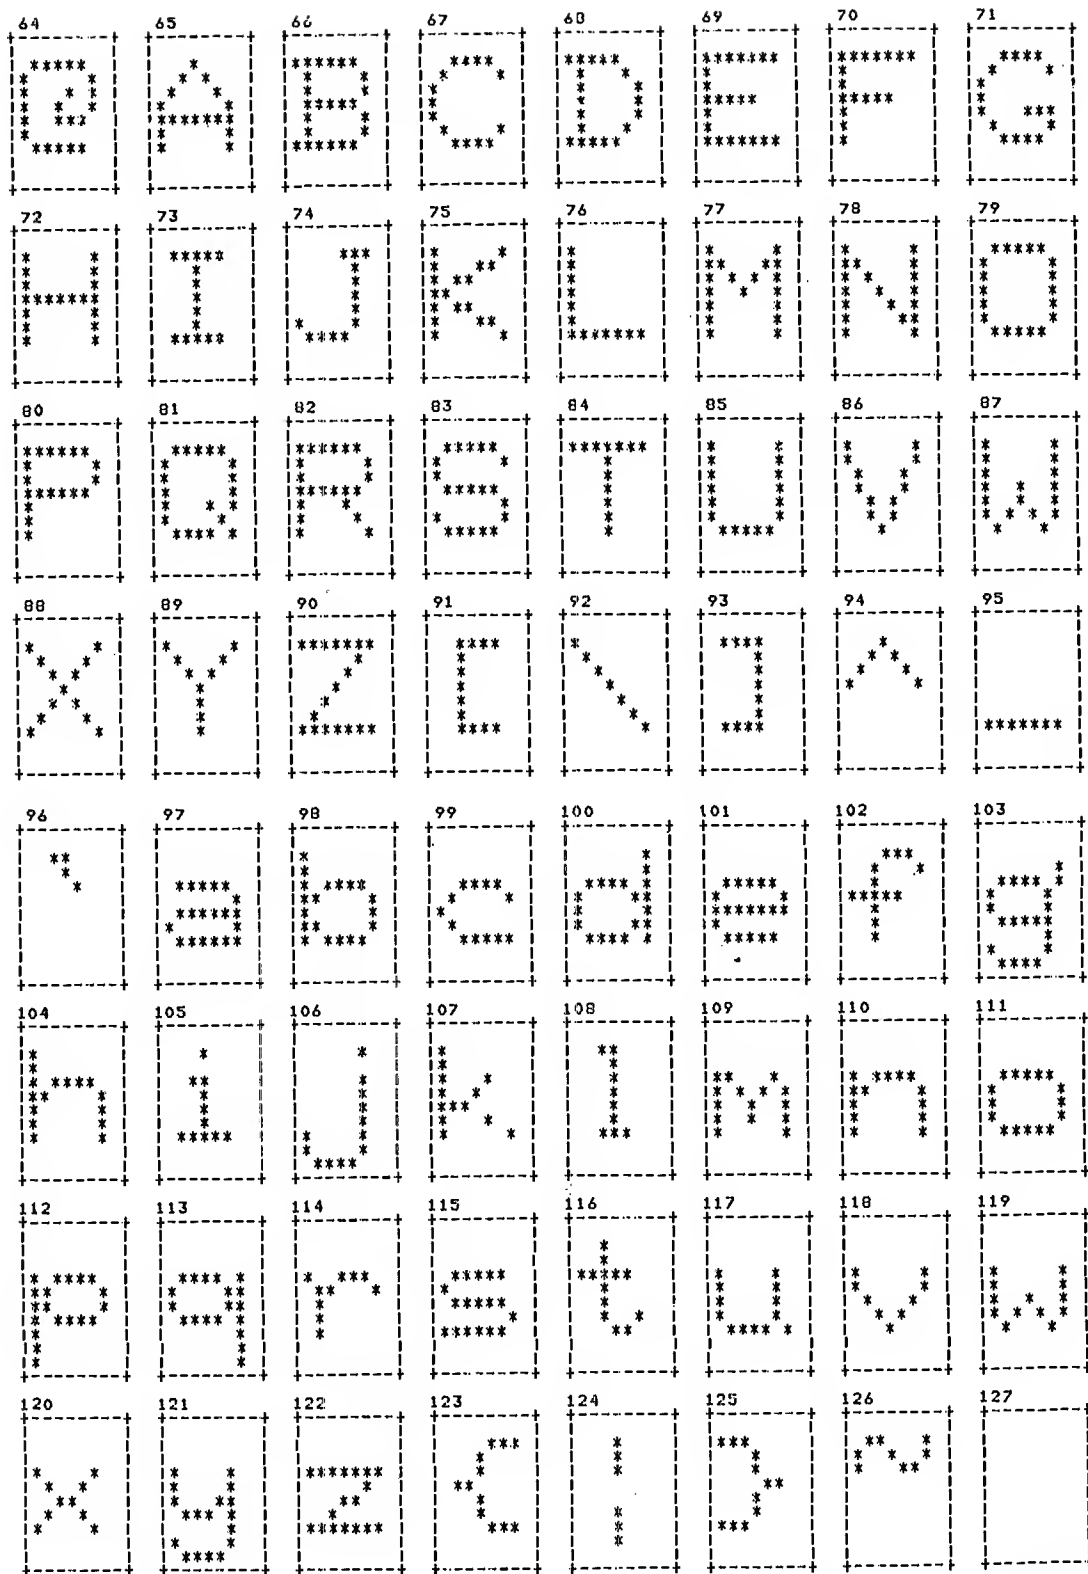 64 65 66 67 68 69 70 71
@ A B C D E F G
72 73 74 75 76 77 78 79
H I J K L M N O
80 81 82 83 84 85 86 87
P Q R S T U V W
88 89 90 91 92 93 94 95
X Y Z [ \ ] ^ _
96 97 98 99 100 101 102 103
` a b c d e f g
104 105 106 107 108 109 110 111
h i j k l m n o
112 113 114 115 116 117 118 119
p q r s t u v w
120 121 122 123 124 125 126 127
x y z { | } ~